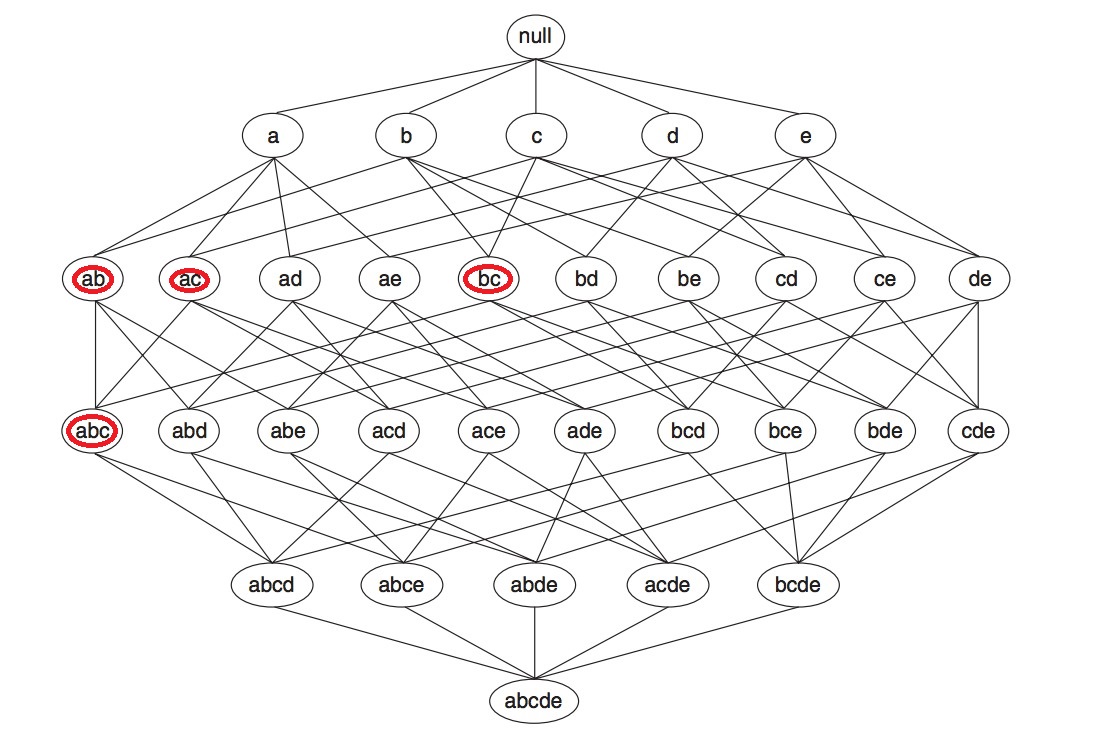 null
a b c d e
ab ac ad ae bc bd be cd ce de
abc abd abe acd ace ade bcd bce bde cde
abcd abce abde acde bcde
abcde